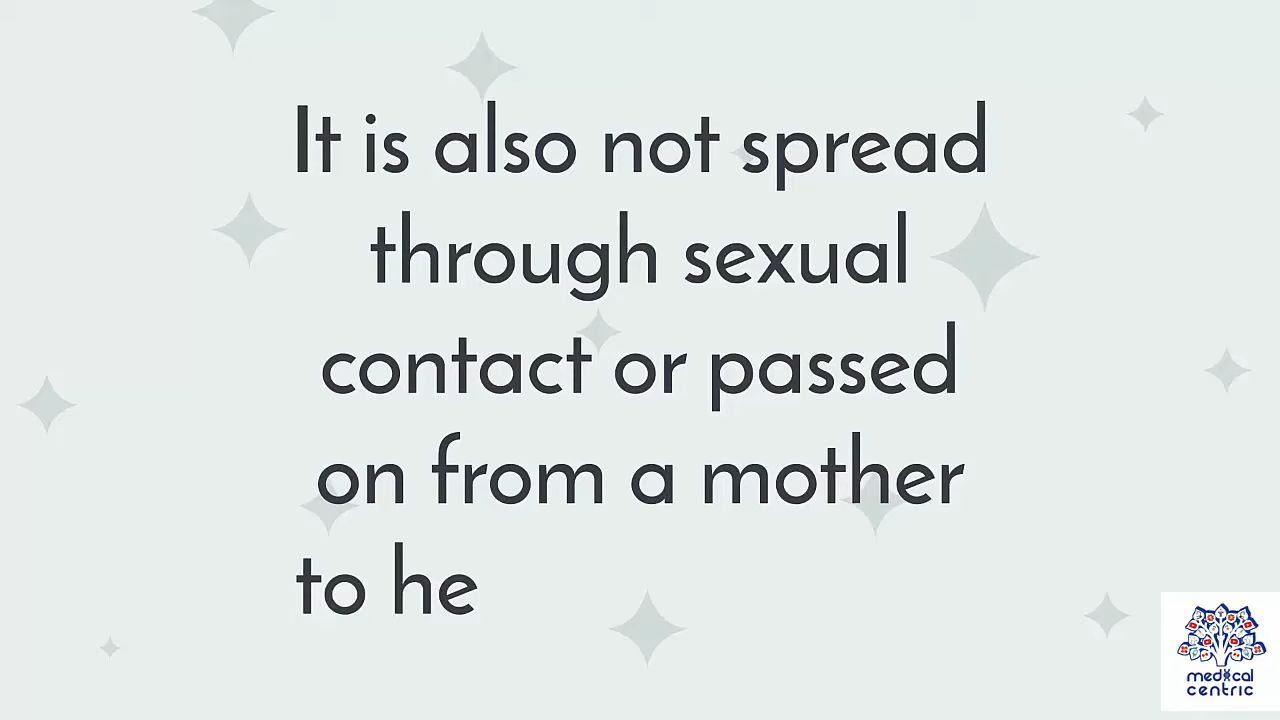 It is also not spread
through sexual
contact or passed
on from a mother
to he
medical
centric